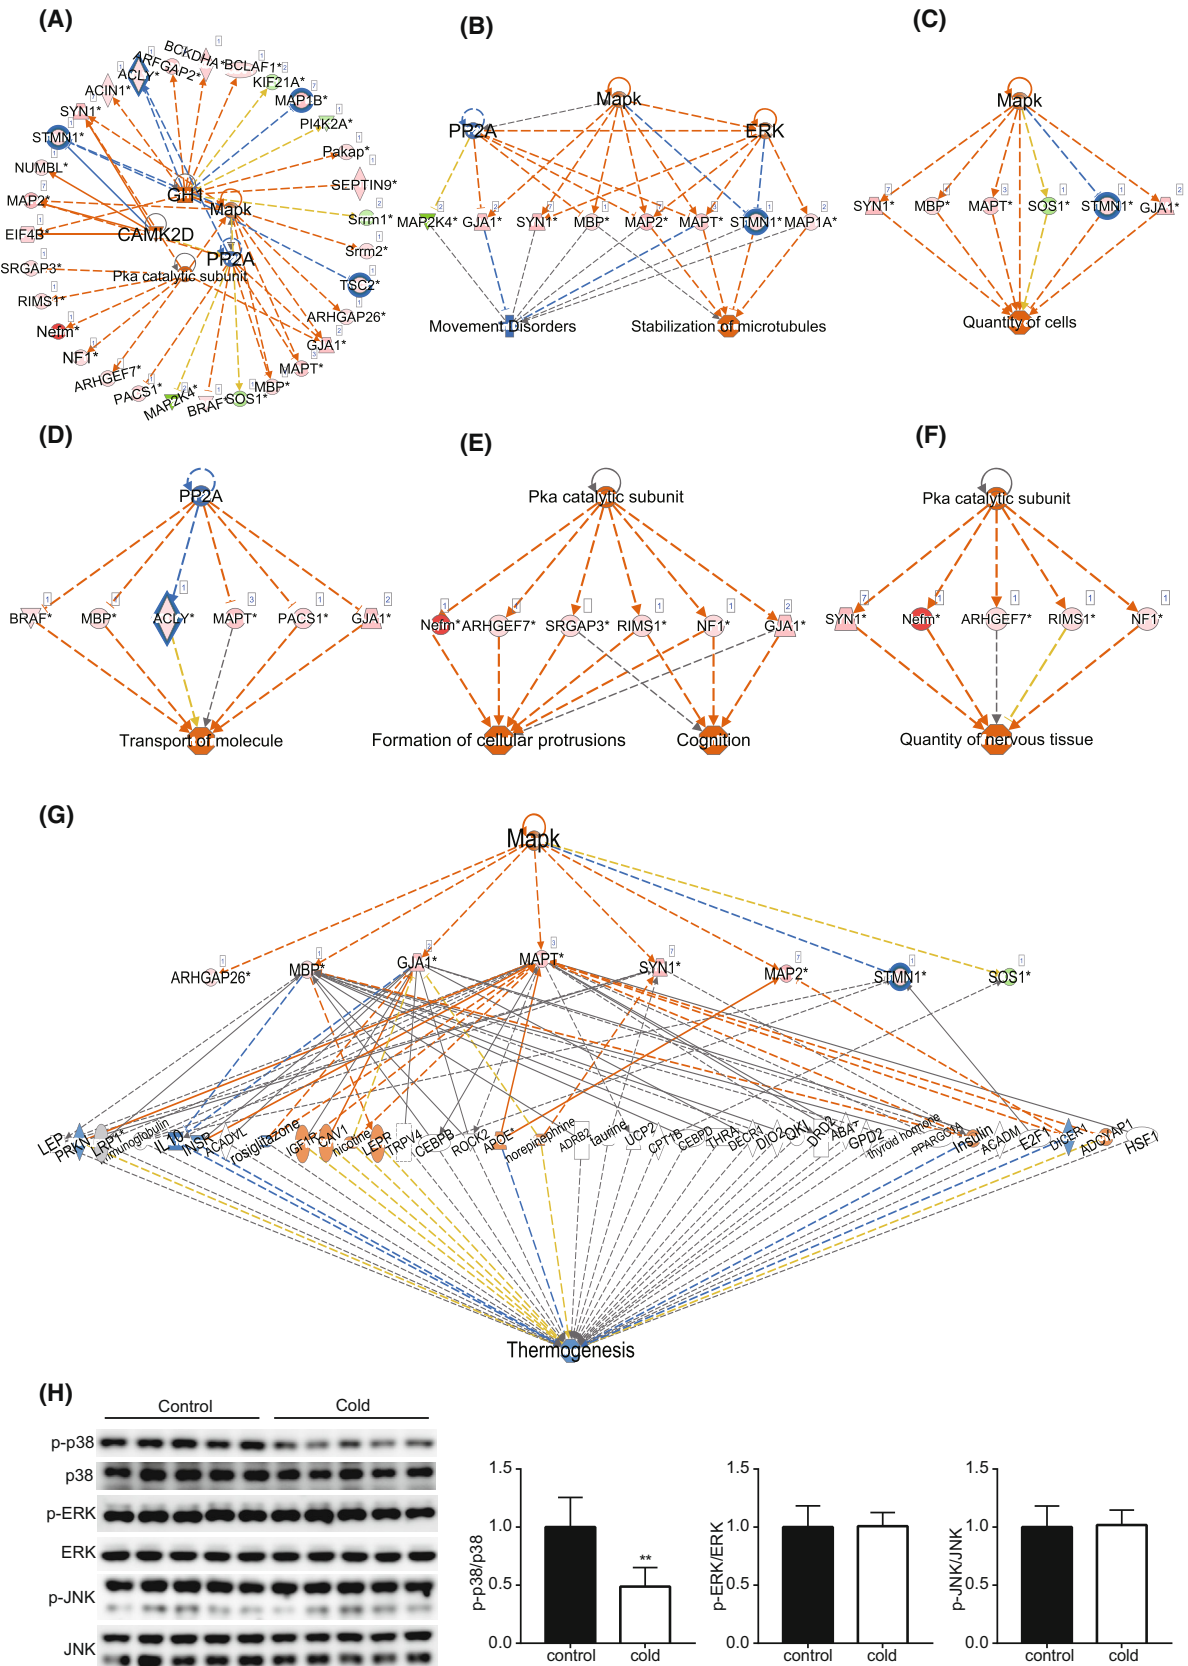 (A)
BCKDHA*
ARFGAP2*
BCLAF1*
ACLY*
KIF21A*
ACIN1*
MAP1B*
SYN1*
PI4K2A*
STMN1*
Pakap*
NUMBL*
SEPTIN9*
GH1
MAP2*
Mapk
Srrm1*
EIF4B*
CAMK2D
Srrm2*
PP2A
SRGAP3*
Pka catalytic subunit
TSC2*
RIMS1*
ARHGAP26*
Nefm*
GJA1*
NF1*
MAPT*
ARHGEF7*
MBP*
PACS1*
MAP2K4*
BRAF*
SOS1*
(B)
Mapk
PP2A
ERK
MAP2K4*
GJA1*
SYN1*
MBP*
MAP2*
MAPT*
STMN1*
MAP1A*
Movement Disorders
Stabilization of microtubules
(C)
Mapk
SYN1*
MBP*
MAPT*
SOS1*
STMN1*
GJA1*
Quantity of cells
(D)
PP2A
BRAF*
MBP*
ACLY*
MAPT*
PACS1*
GJA1*
Transport of molecule
(E)
Pka catalytic subunit
Nefm*
ARHGEF7*
SRGAP3*
RIMS1*
NF1*
GJA1*
Formation of cellular protrusions
Cognition
(F)
Pka catalytic subunit
SYN1*
Nefm*
ARHGEF7*
RIMS1*
NF1*
Quantity of nervous tissue
(G)
Mapk
ARHGAP26*
MBP*
GJA1*
MAPT*
SYN1*
MAP2*
STMN1*
SOS1*
LEP
PRKN
LRP1*
immunoglobulin
IL10
INSR
ACADVL
rosiglitazone
IGF1R
CAV1
nicotine
LEPR
TRPV4
CEBPB
ROCK2
APOE*
norepinephrine
ADRB2
taurine
UCP2
CPT1B
CEBPD
THRA
DECR1
DIO2
QKI
DRD2
ABAT
GPD2
thyroid hormone
PPARGC1A
Insulin
ACADM
E2F1
DICER1
ADCYAP1
HSF1
Thermogenesis
(H)
Control
Cold
p-p38
p38
p-ERK
ERK
p-JNK
JNK
p-p38/p38
1.5
1.0
0.5
0.0
**
control
cold
p-ERK/ERK
1.5
1.0
0.5
0.0
control
cold
p-JNK/JNK
1.5
1.0
0.5
0.0
control
cold